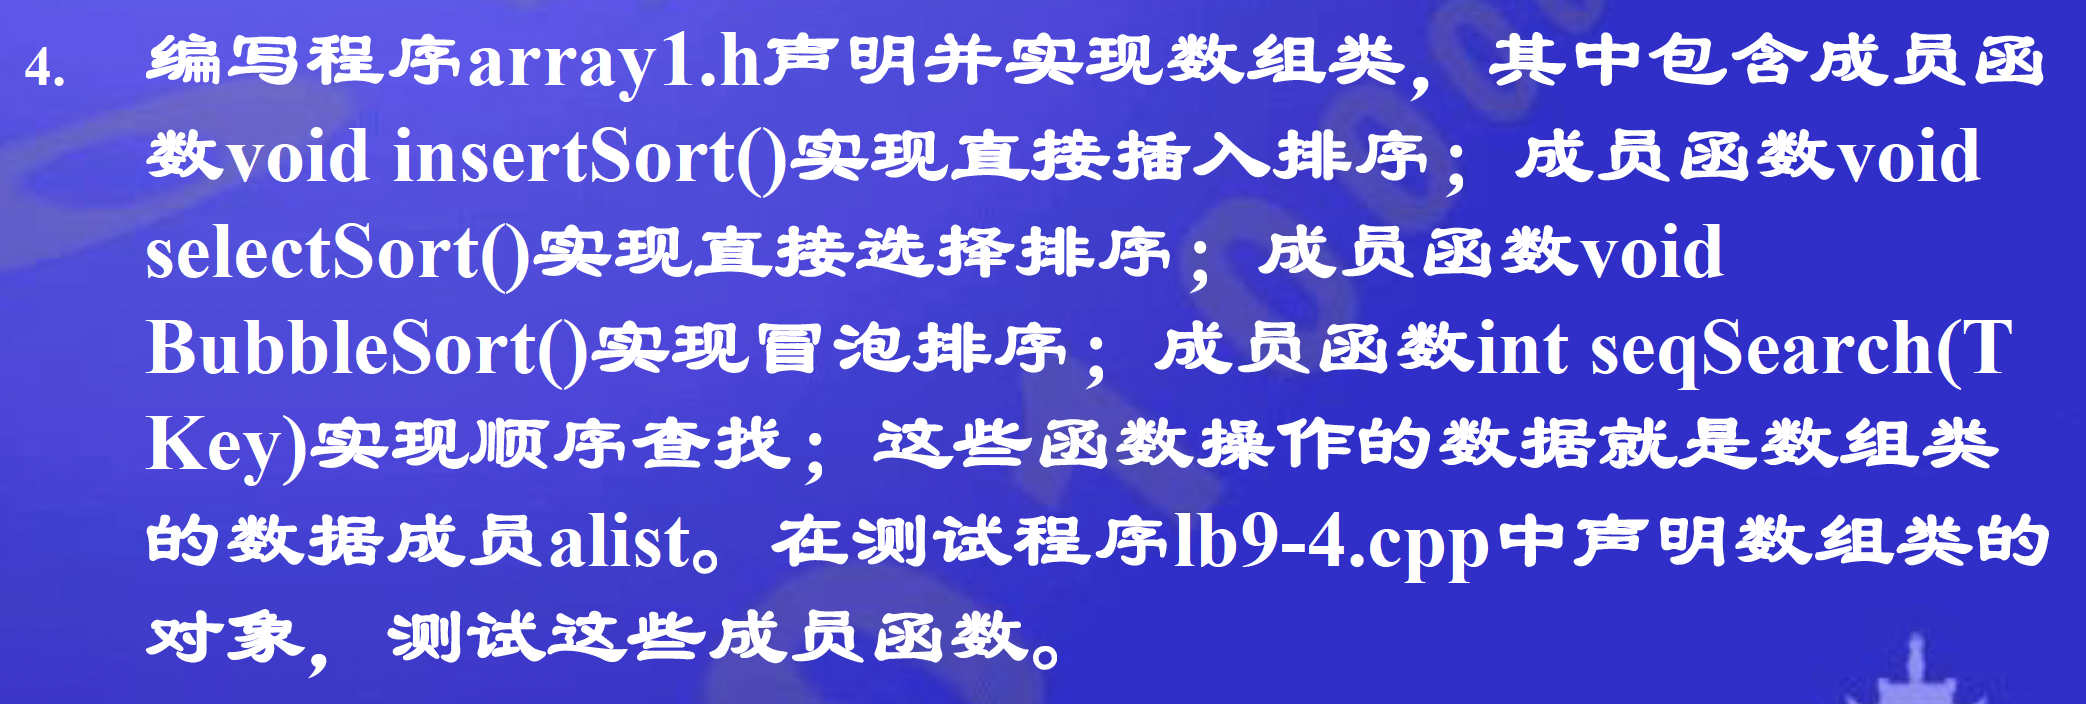 4. 编写程序array1.h声明并实现数组类，其中包含成员函
数void insertSort()实现直接插入排序；成员函数void
selectSort()实现直接选择排序；成员函数void
BubbleSort()实现冒泡排序；成员函数int seqSearch(T
Key)实现顺序查找；这些函数操作的数据就是数组类
的数据成员alist。在测试程序lb9-4.cpp中声明数组类的
对象，测试这些成员函数。